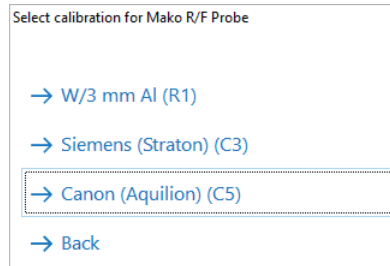 Select calibration for Mako R/F Probe
→ W/3 mm Al (R1)
→ Siemens (Straton) (C3)
→ Canon (Aquilion) (C5)
→ Back